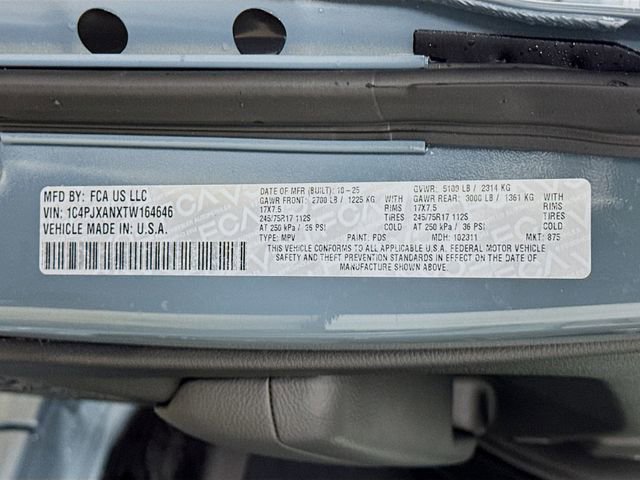 MFD BY: FCA US LLC
VIN: 1C4PJXANXTW164646
VEHICLE MADE IN: U.S.A.
DATE OF MFR (BUILT): 10-25 GVWR: 5100 LB / 2314 KG
GAWR FRONT: 2700 LB / 1225 KG WITH GAWR REAR: 3000 LB / 1361 KG WITH
17X7.5 RIMS 17X7.5 RIMS
245/75R17 112S TIRES 245/75R17 112S TIRES
AT 250 kPa / 36 PSI COLD AT 250 kPa / 36 PSI COLD
TYPE: MPV PAINT: PDS MDH: 102311 MKT: 875
THIS VEHICLE CONFORMS TO ALL APPLICABLE U.S.A. FEDERAL MOTOR VEHICLE
SAFETY AND THEFT PREVENTION STANDARDS IN EFFECT ON THE DATE OF
MANUFACTURE SHOWN ABOVE.